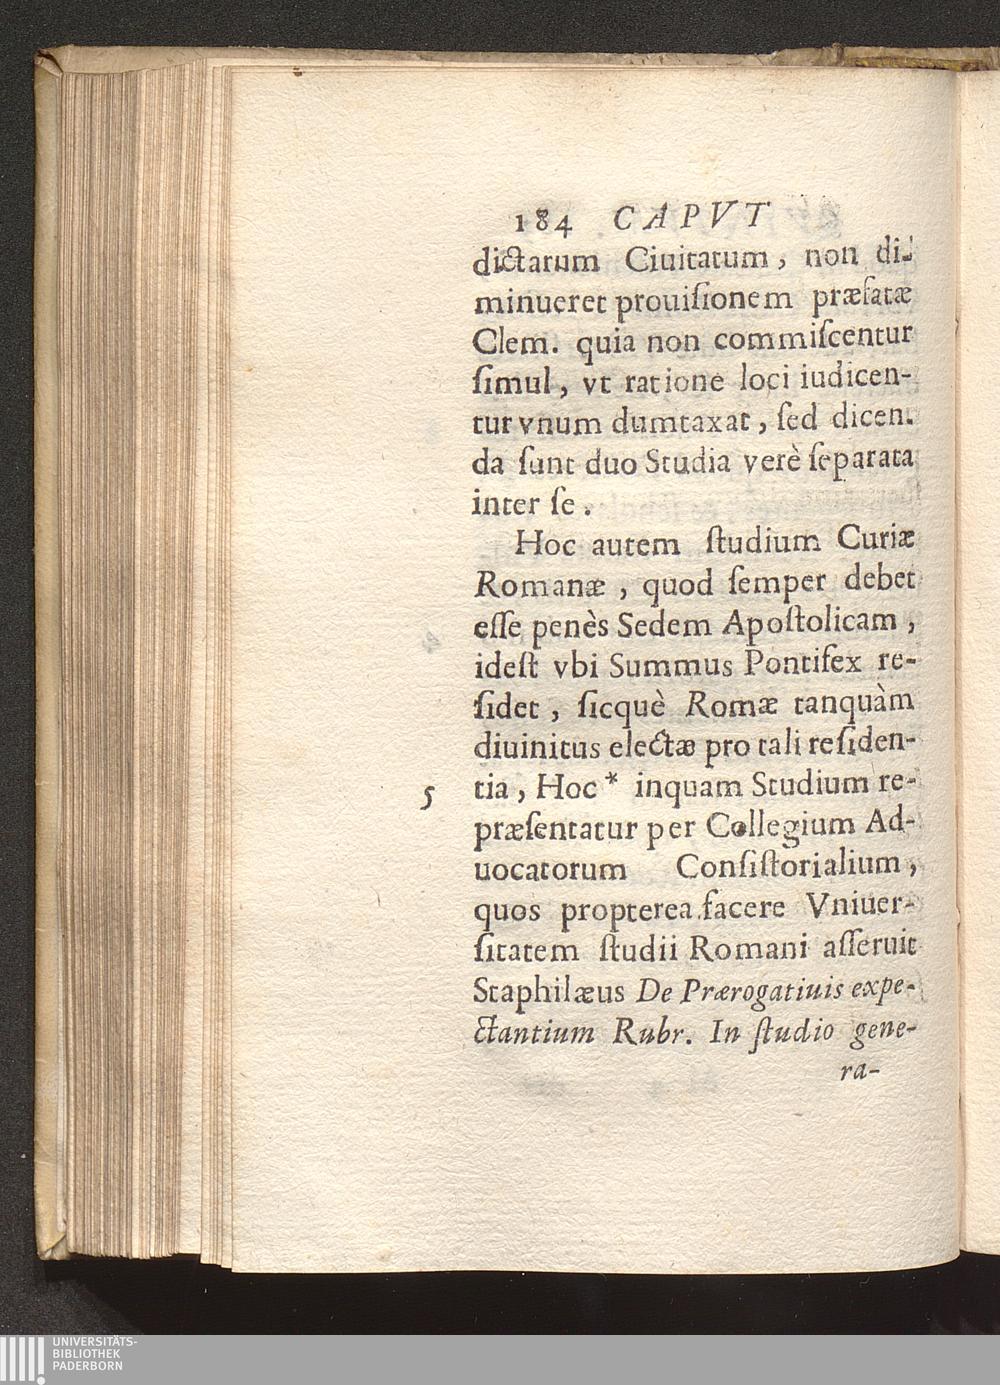 184 CAPVT
dictarum Ciuitatum, non di-
minueret prouiſionem præfatæ
Clem. quia non commiſcentur
ſimul, vt ratione loci iudicen-
tur vnum dumtaxat, ſed dicen.
da ſunt duo Studia verè ſeparata
inter ſe.
Hoc autem ſtudium Curiæ
Romanæ, quod ſemper debet
eſſe penès Sedem Apoſtolicam,
ideſt vbi Summus Pontifex re-
ſidet, ſicquè Romæ tanquàm
diuinitus electæ pro tali reſiden-
5 tia, Hoc * inquam Studium re-
præſentatur per Collegium Ad-
uocatorum Conſiſtorialium,
quos propterea facere Vniuer-
ſitatem ſtudii Romani aſſeruit
Staphilæus De Prærogatiuis expe-
ctantium Rubr. In ſtudio gene-
ra-
UNIVERSITÄTS-
BIBLIOTHEK
PADERBORN